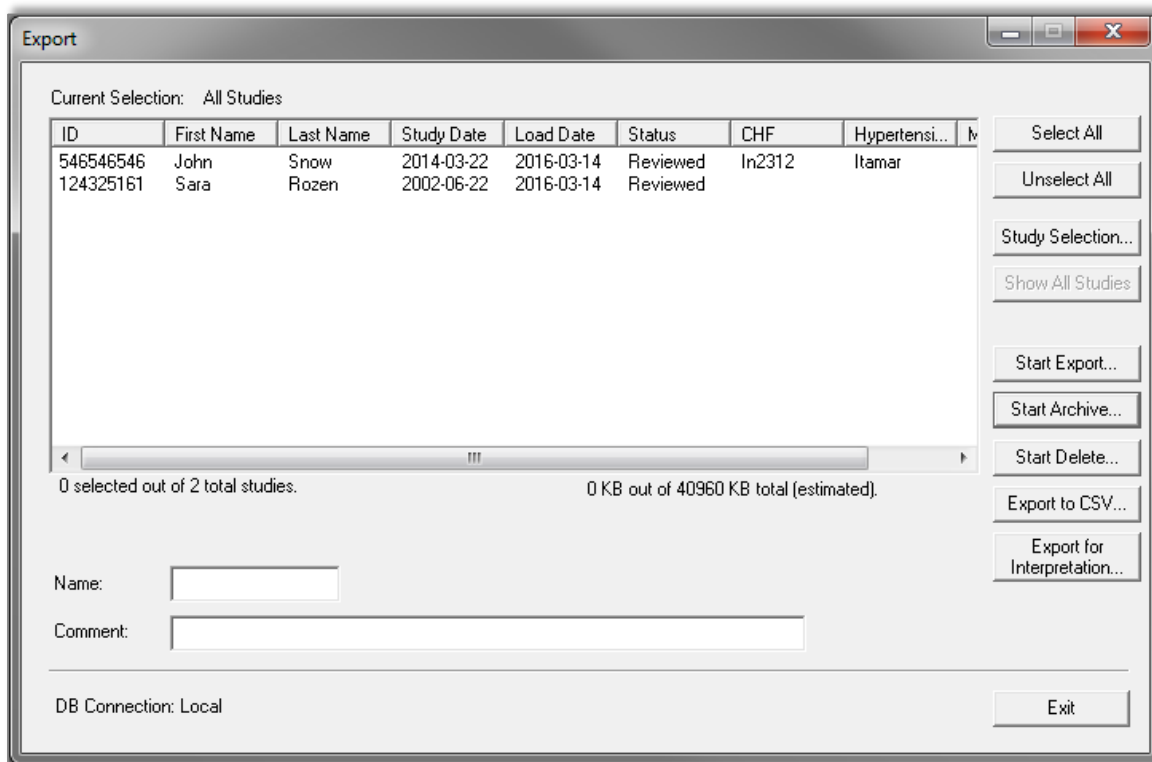 Export
Current Selection: All Studies
ID First Name Last Name Study Date Load Date Status CHF Hypertensi... M
546546546 John Snow 2014-03-22 2016-03-14 Reviewed In2312 Itamar
124325161 Sara Rozen 2002-06-22 2016-03-14 Reviewed
0 selected out of 2 total studies. 0 KB out of 40960 KB total (estimated).
Select All
Unselect All
Study Selection...
Show All Studies
Start Export...
Start Archive...
Start Delete...
Export to CSV...
Export for
Interpretation...
Name:
Comment:
DB Connection: Local
Exit